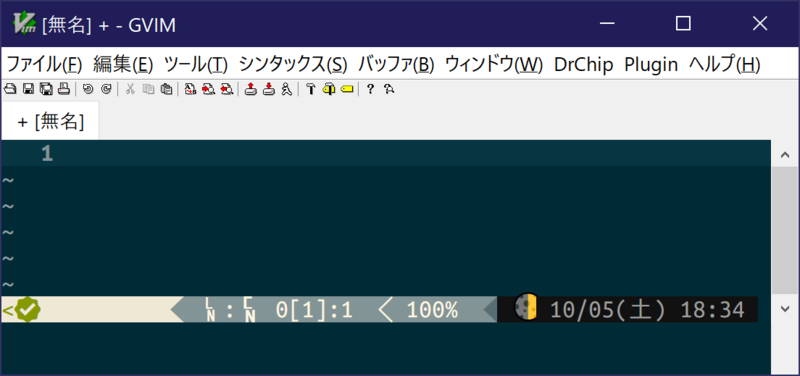 [無名] + - GVIM
ファイル(F) 編集(E) ツール(T) シンタックス(S) バッファ(B) ウィンドウ(W) DrChip Plugin ヘルプ(H)
+ [無名]
1
~
~
~
~
~
< LN : CN 0[1]:1 100% 10/05(土) 18:34